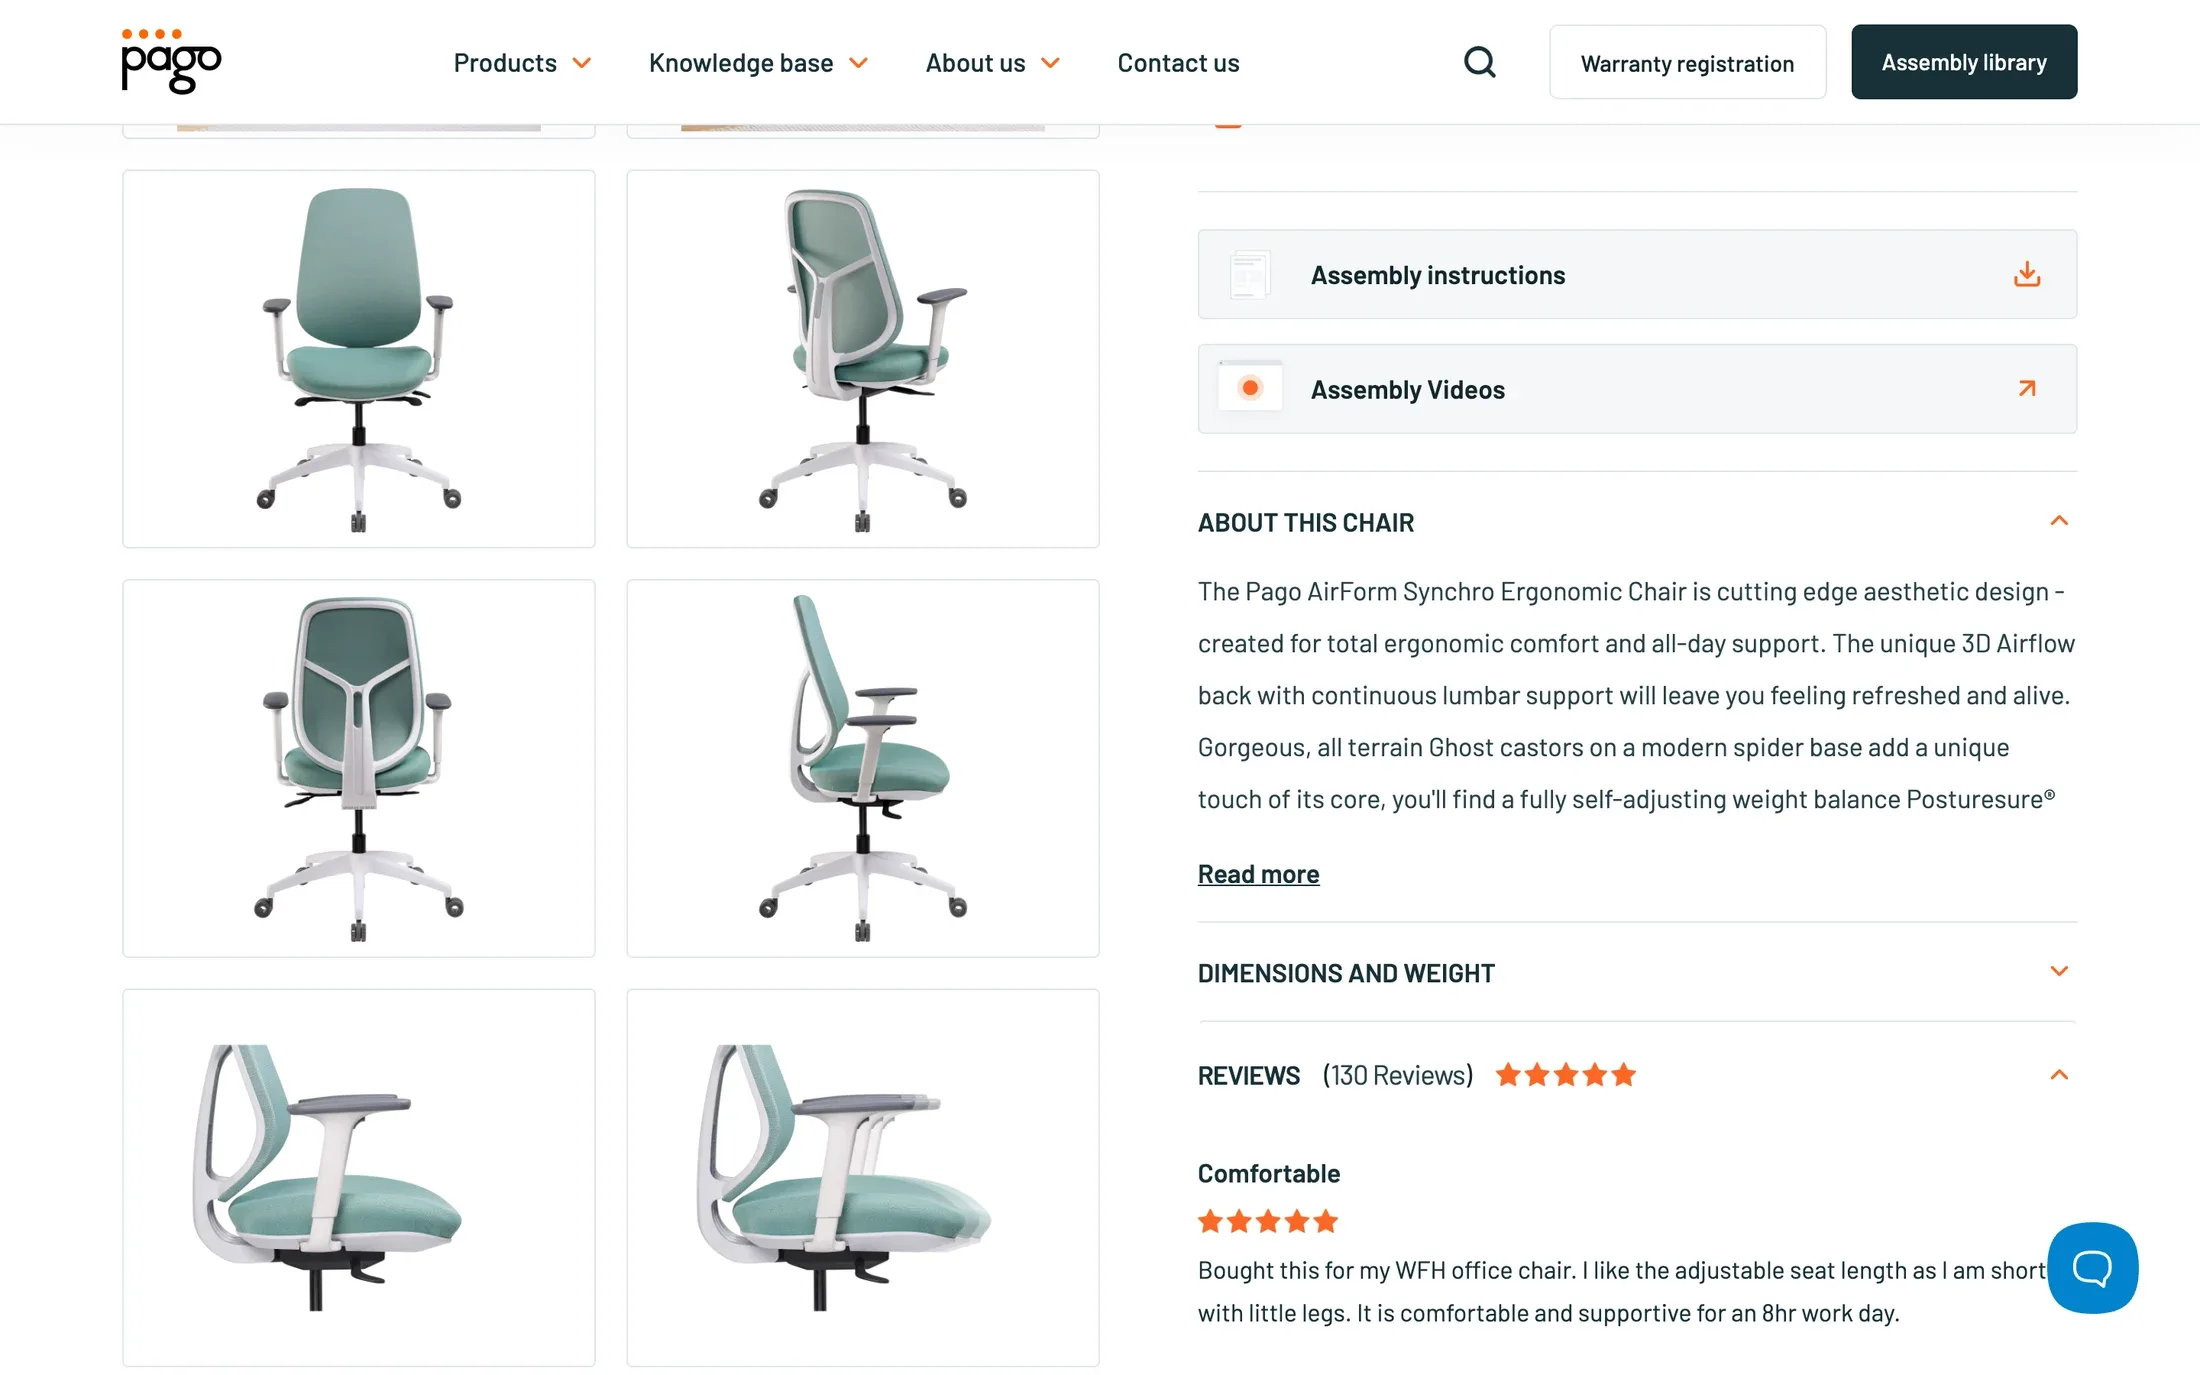 pago
Products
Knowledge base
About us
Contact us
Warranty registration
Assembly library
Assembly instructions
Assembly Videos
ABOUT THIS CHAIR
The Pago AirForm Synchro Ergonomic Chair is cutting edge aesthetic design -
created for total ergonomic comfort and all-day support. The unique 3D Airflow
back with continuous lumbar support will leave you feeling refreshed and alive.
Gorgeous, all terrain Ghost castors on a modern spider base add a unique
touch of its core, you'll find a fully self-adjusting weight balance Posturesure®
Read more
DIMENSIONS AND WEIGHT
REVIEWS (130 Reviews)
Comfortable
Bought this for my WFH office chair. I like the adjustable seat length as I am short
with little legs. It is comfortable and supportive for an 8hr work day.